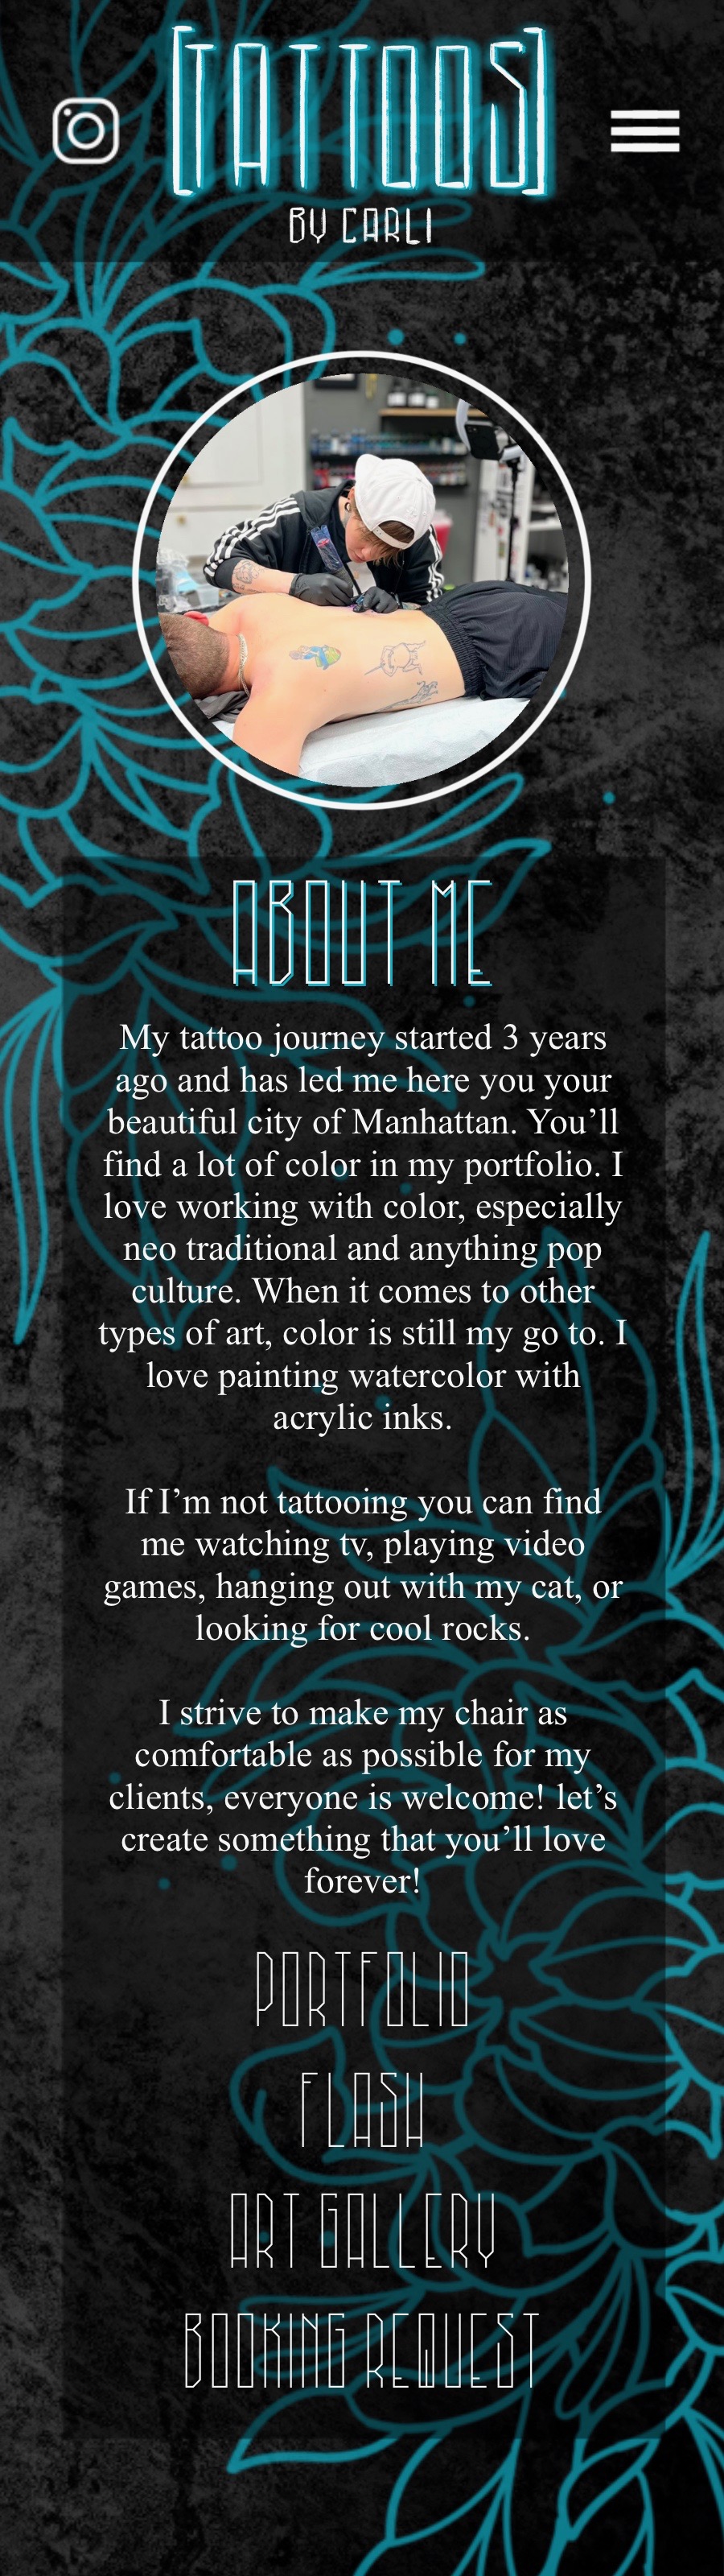 [TATTOOS]
BY CARLI
ABOUT ME
My tattoo journey started 3 years
ago and has led me here you your
beautiful city of Manhattan. You’ll
find a lot of color in my portfolio. I
love working with color, especially
neo traditional and anything pop
culture. When it comes to other
types of art, color is still my go to. I
love painting watercolor with
acrylic inks.
If I’m not tattooing you can find
me watching tv, playing video
games, hanging out with my cat, or
looking for cool rocks.
I strive to make my chair as
comfortable as possible for my
clients, everyone is welcome! let’s
create something that you’ll love
forever!
PORTFOLIO
FLASH
ART GALLERY
BOOKING REQUEST